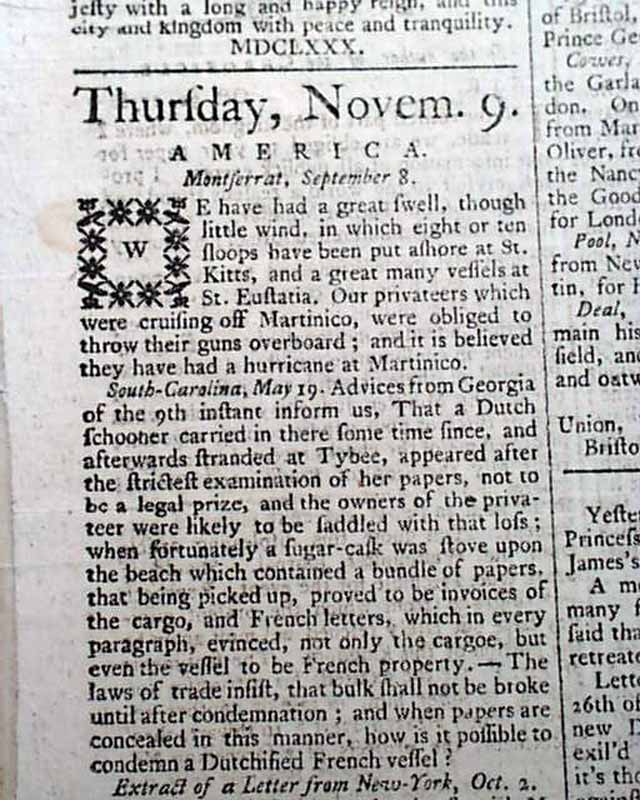 jeſty with a long and happy reign, and this
city and kingdom with peace and tranquility.
MDCLXXX.
Thurſday, Novem. 9.
A M E R I C A.
Montſerrat, September 8.
WE have had a great ſwell, though
little wind, in which eight or ten
ſloops have been put aſhore at St.
Kitts, and a great many veſſels at
St. Euſtatia. Our privateers which
were cruiſing off Martinico, were obliged to
throw their guns overboard; and it is believed
they have had a hurricane at Martinico.
South-Carolina, May 19. Advices from Georgia
of the 9th inſtant inform us, That a Dutch
ſchooner carried in there ſome time ſince, and
afterwards ſtranded at Tybee, appeared after
the ſtricteſt examination of her papers, not to
be a legal prize, and the owners of the priva-
teer were likely to be ſaddled with that loſs;
when fortunately a ſugar-caſk was ſtove upon
the beach which contained a bundle of papers,
that being picked up, proved to be invoices of
the cargo, and French letters, which in every
paragraph, evinced, not only the cargoe, but
even the veſſel to be French property.—The
laws of trade inſiſt, that bulk ſhall not be broke
until after condemnation; and when papers are
concealed in this manner, how is it poſſible to
condemn a Dutchified French veſſel?
Extract of a Letter from New-York, Oct. 2.
of Briſtol,
Prince Ge
Cowes,
the Garla
don. On
from Mar
Oliver, fro
the Nancy
the Good
for Lond
Pool, N
from New
tin, for
Deal,
main his
field, and
and outw
Union,
Briſto
Yeſter
Princeſs
James's
A me
many f
ſaid tha
retreate
Lette
26th of
new D
exil'd
it's tho